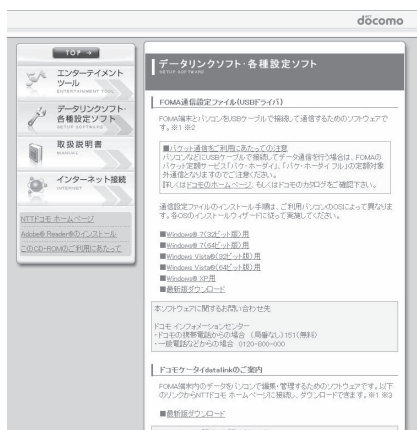 döcomo
TOP
エンターテイメント
ツール
ENTERTAINMENT TOOL
データリンクソフト・
各種設定ソフト
SETUP SOFTWARE
取扱説明書
MANUAL
インターネット接続
INTERNET
NTTドコモ ホームページ
Adobe® Reader®のインストール
このCD-ROMのご利用にあたって
データリンクソフト・各種設定ソフト
SETUP SOFTWARE
FOMA通信設定ファイル(USBドライバ)
FOMA端末とパソコンをUSBケーブルで接続して通信するためのソフトウェアで
す。※1 ※2
■パケット通信をご利用にあたっての注意
パソコンなどにUSBケーブルで接続してデータ通信を行う場合は、FOMAの
パケット定額サービス「パケ・ホーダイ」、「パケ・ホーダイフル」の定額対象
外通信となりますのでご注意ください。
詳しくはドコモのホームページ、もしくはドコモのカタログをご確認下さい。
通信設定ファイルのインストール手順は、ご利用パソコンのOSによって異なりま
す。各OSのインストールウィザードに従って実施してください。
■Windows® 7(32ビット版)用
■Windows® 7(64ビット版)用
■Windows Vista®(32ビット版)用
■Windows Vista®(64ビット版)用
■Windows® XP用
■最新版ダウンロード
本ソフトウェアに関するお問い合わせ先
ドコモ インフォメーションセンター
・ドコモの携帯電話からの場合 (局番なし)151(無料)
・一般電話などからの場合 0120-800-000
ドコモケータイdatalinkのご案内
FOMA端末内のデータをパソコンで編集・管理するためのソフトウェアです。以下
のリンクからNTTドコモ ホームページに接続し、ダウンロードできます。※1 ※3
■最新版ダウンロード